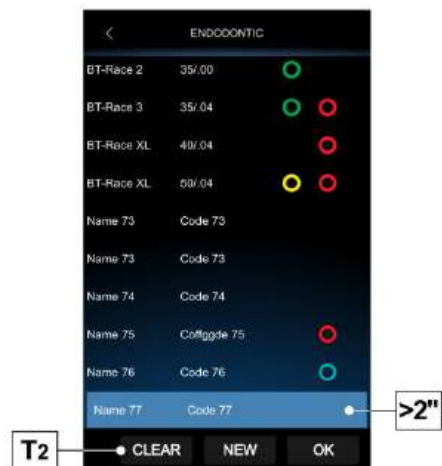 < ENDODONTIC
BT-Race 2 35/.00
BT-Race 3 35/.04
BT-Race XL 40/.04
BT-Race XL 50/.04
Name 73 Code 73
Name 73 Code 73
Name 74 Code 74
Name 75 Coffggde 75
Name 76 Code 76
Name 77 Code 77 >2"
T2 CLEAR NEW OK